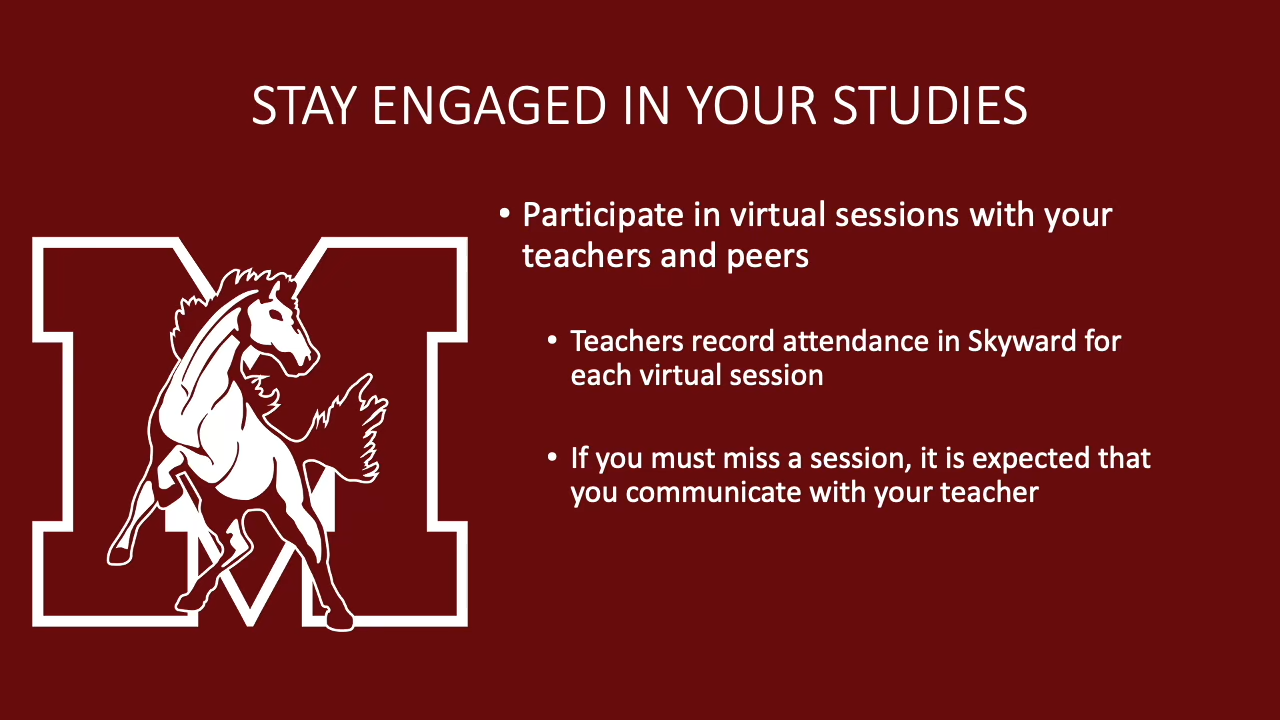 STAY ENGAGED IN YOUR STUDIES
• Participate in virtual sessions with your
teachers and peers
• Teachers record attendance in Skyward for
each virtual session
• If you must miss a session, it is expected that
you communicate with your teacher
M